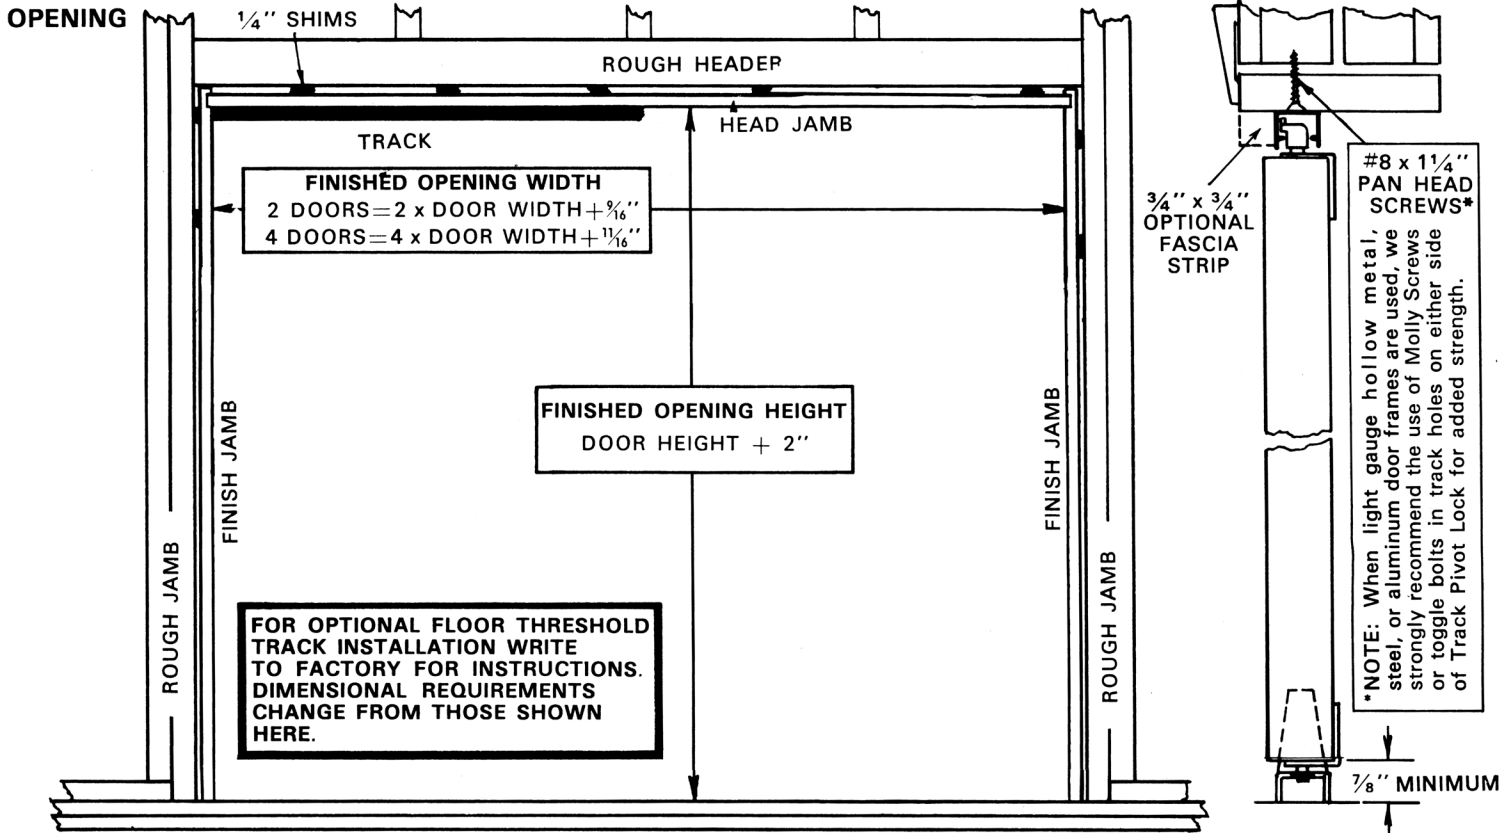 OPENING
1/4" SHIMS
ROUGH HEADER
HEAD JAMB
TRACK
FINISHED OPENING WIDTH
2 DOORS=2 x DOOR WIDTH+9/16"
4 DOORS=4 x DOOR WIDTH+11/16"
FINISHED OPENING HEIGHT
DOOR HEIGHT + 2"
FINISH JAMB
FINISH JAMB
ROUGH JAMB
ROUGH JAMB
FOR OPTIONAL FLOOR THRESHOLD
TRACK INSTALLATION WRITE
TO FACTORY FOR INSTRUCTIONS.
DIMENSIONAL REQUIREMENTS
CHANGE FROM THOSE SHOWN
HERE.
3/4" x 3/4"
OPTIONAL
FASCIA
STRIP
#8 x 1 1/4"
PAN HEAD
SCREWS*
*NOTE: When light gauge hollow metal,
steel, or aluminum door frames are used, we
strongly recommend the use of Molly Screws
or toggle bolts in track holes on either side
of Track Pivot Lock for added strength.
7/8" MINIMUM